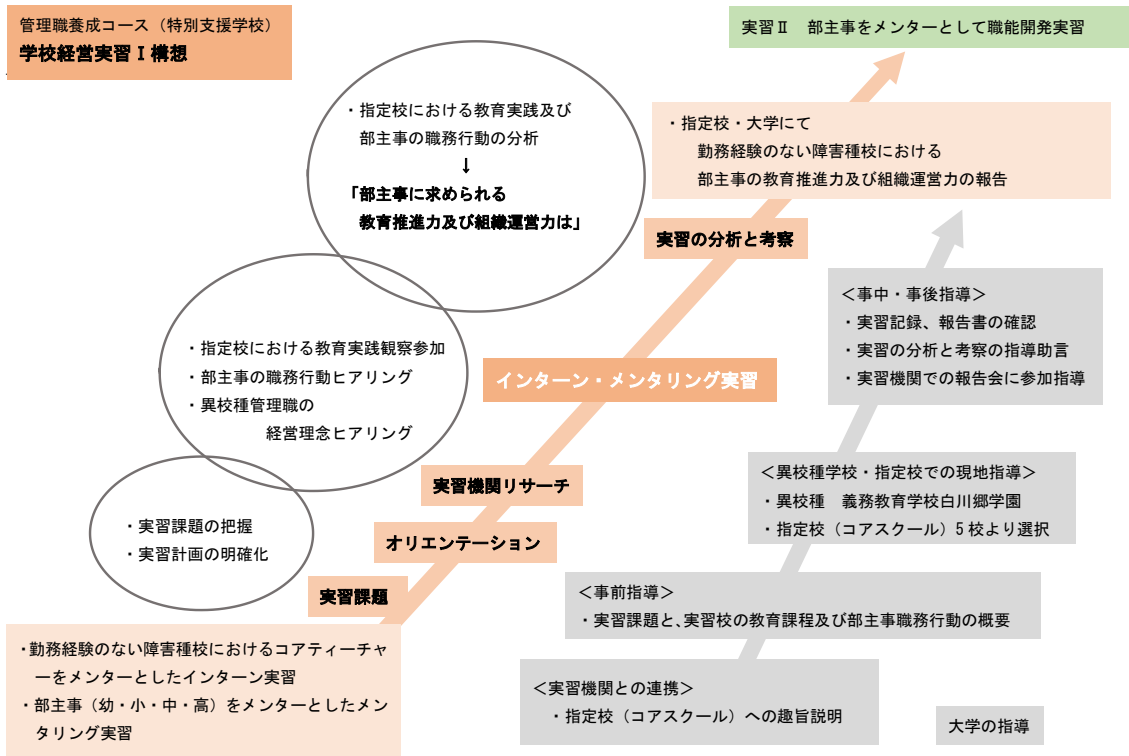 管理職養成コース（特別支援学校）
学校経営実習Ⅰ構想
実習Ⅱ　部主事をメンターとして職能開発実習
・指定校における教育実践及び
部主事の職務行動の分析
↓
「部主事に求められる
教育推進力及び組織運営力は」
・指定校・大学にて
勤務経験のない障害種校における
部主事の教育推進力及び組織運営力の報告
実習の分析と考察
＜事中・事後指導＞
・実習記録、報告書の確認
・実習の分析と考察の指導助言
・実習機関での報告会に参加指導
・指定校における教育実践観察参加
・部主事の職務行動ヒアリング
・異校種管理職の
経営理念ヒアリング
インターン・メンタリング実習
実習機関リサーチ
＜異校種学校・指定校での現地指導＞
・異校種　義務教育学校白川郷学園
・指定校（コアスクール）5校より選択
・実習課題の把握
・実習計画の明確化
オリエンテーション
実習課題
＜事前指導＞
・実習課題と、実習校の教育課程及び部主事職務行動の概要
・勤務経験のない障害種校におけるコアティーチャ
ーをメンターとしたインターン実習
・部主事（幼・小・中・高）をメンターとしたメン
タリング実習
＜実習機関との連携＞
・指定校（コアスクール）への趣旨説明
大学の指導